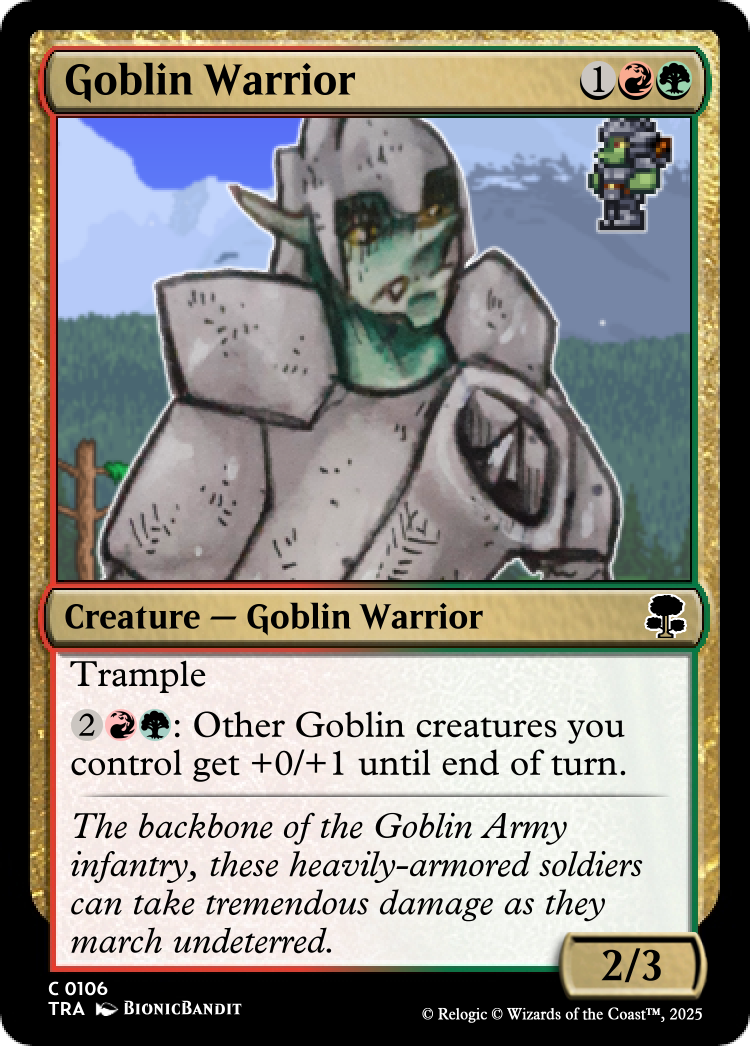 Goblin Warrior 1
Creature — Goblin Warrior
Trample
2: Other Goblin creatures you
control get +0/+1 until end of turn.
The backbone of the Goblin Army
infantry, these heavily-armored soldiers
can take tremendous damage as they
march undeterred.
2/3
C 0106
TRA BionicBandit
© Relogic © Wizards of the Coast™, 2025